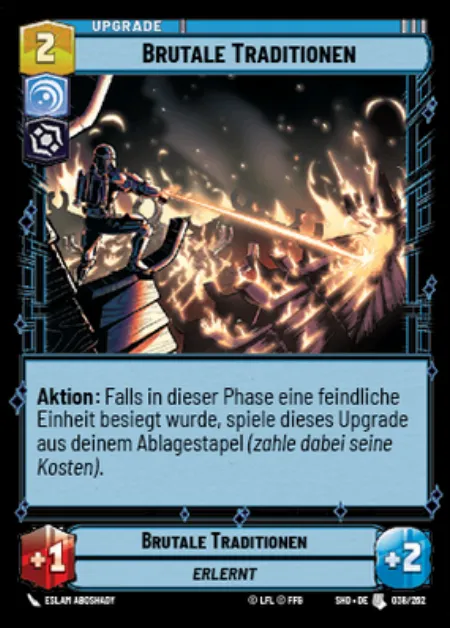 UPGRADE
2
BRUTALE TRADITIONEN
Aktion: Falls in dieser Phase eine feindliche
Einheit besiegt wurde, spiele dieses Upgrade
aus deinem Ablagestapel (zahle dabei seine
Kosten).
+1
BRUTALE TRADITIONEN
+2
ERLERNT
ESLAM ABOSHADY
© LFL © FFG
SHD • DE
038/262